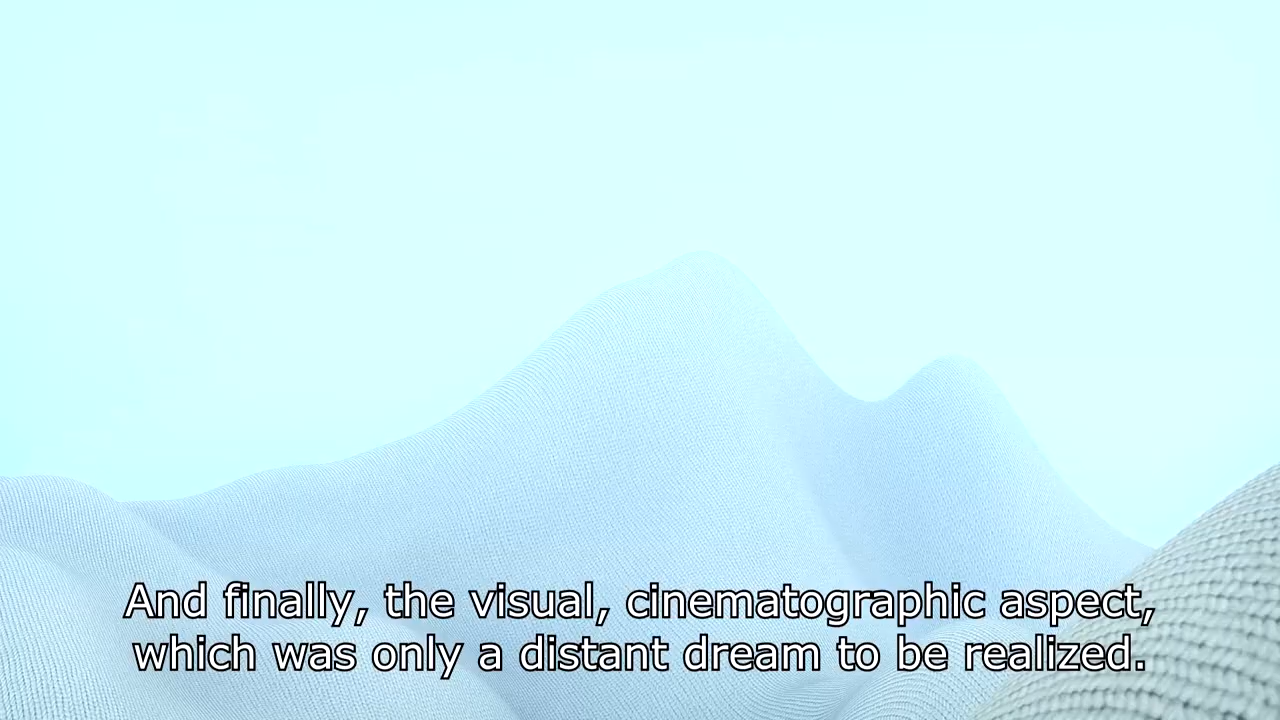 And finally, the visual, cinematographic aspect,
which was only a distant dream to be realized.